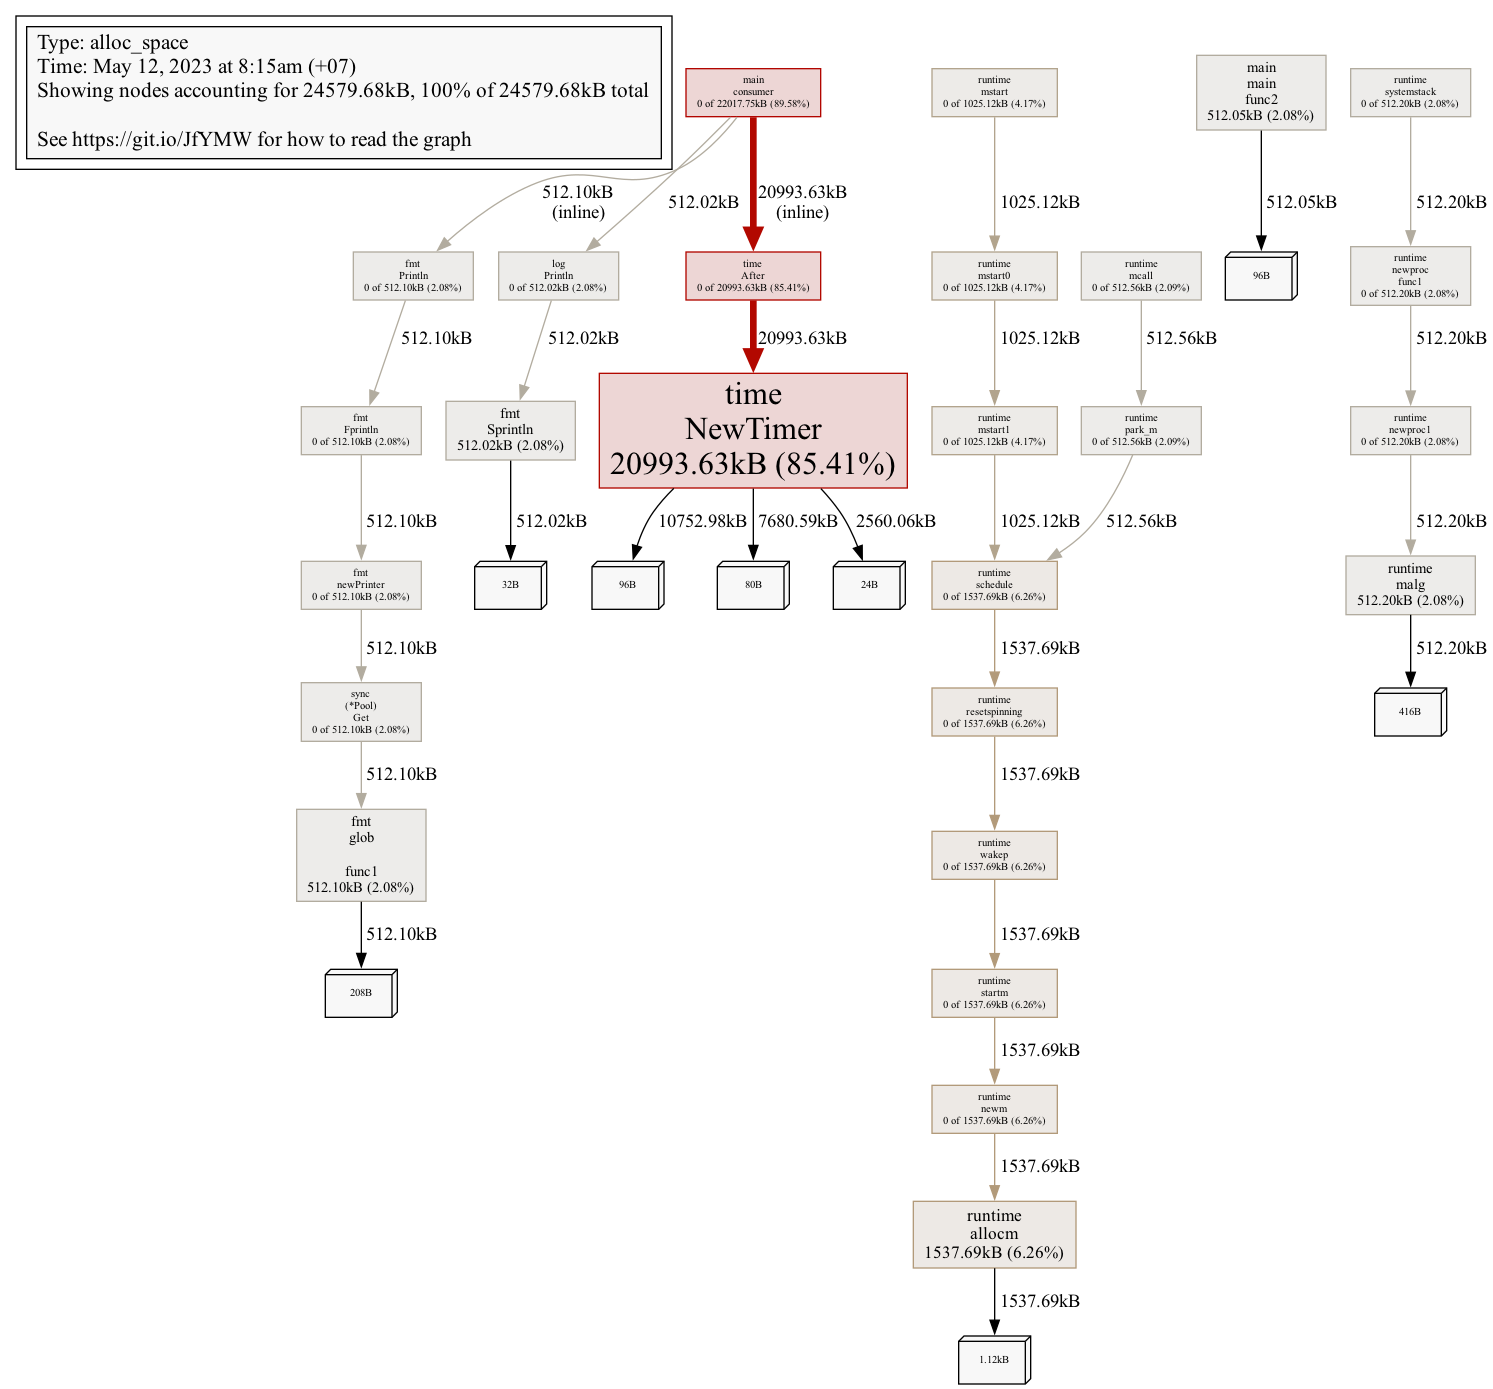 Type: alloc_space
Time: May 12, 2023 at 8:15am (+07)
Showing nodes accounting for 24579.68kB, 100% of 24579.68kB total
See https://git.io/JfYMW for how to read the graph
main
consumer
0 of 22017.75kB (89.58%)
runtime
mstart
0 of 1025.12kB (4.17%)
main
main
func2
512.05kB (2.08%)
runtime
systemstack
0 of 512.20kB (2.08%)
512.10kB
(inline)
512.02kB
20993.63kB
(inline)
1025.12kB
512.05kB
512.20kB
fmt
Println
0 of 512.10kB (2.08%)
log
Println
0 of 512.02kB (2.08%)
time
After
0 of 20993.63kB (85.41%)
runtime
mstart0
0 of 1025.12kB (4.17%)
runtime
mcall
0 of 512.56kB (2.09%)
96B
runtime
newproc
func1
0 of 512.20kB (2.08%)
512.10kB
512.02kB
20993.63kB
1025.12kB
512.56kB
512.20kB
fmt
Fprintln
0 of 512.10kB (2.08%)
fmt
Sprintln
512.02kB (2.08%)
time
NewTimer
20993.63kB (85.41%)
runtime
mstart1
0 of 1025.12kB (4.17%)
runtime
park_m
0 of 512.56kB (2.09%)
runtime
newproc1
0 of 512.20kB (2.08%)
512.10kB
512.02kB
10752.98kB
7680.59kB
2560.06kB
1025.12kB
512.56kB
512.20kB
fmt
newPrinter
0 of 512.10kB (2.08%)
32B
96B
80B
24B
runtime
schedule
0 of 1537.69kB (6.26%)
runtime
malg
512.20kB (2.08%)
512.10kB
1537.69kB
512.20kB
sync
(*Pool)
Get
0 of 512.10kB (2.08%)
runtime
resetspinning
0 of 1537.69kB (6.26%)
416B
512.10kB
1537.69kB
fmt
glob
func1
512.10kB (2.08%)
runtime
wakep
0 of 1537.69kB (6.26%)
512.10kB
1537.69kB
208B
runtime
startm
0 of 1537.69kB (6.26%)
1537.69kB
runtime
newm
0 of 1537.69kB (6.26%)
1537.69kB
runtime
allocm
1537.69kB (6.26%)
1537.69kB
1.12kB